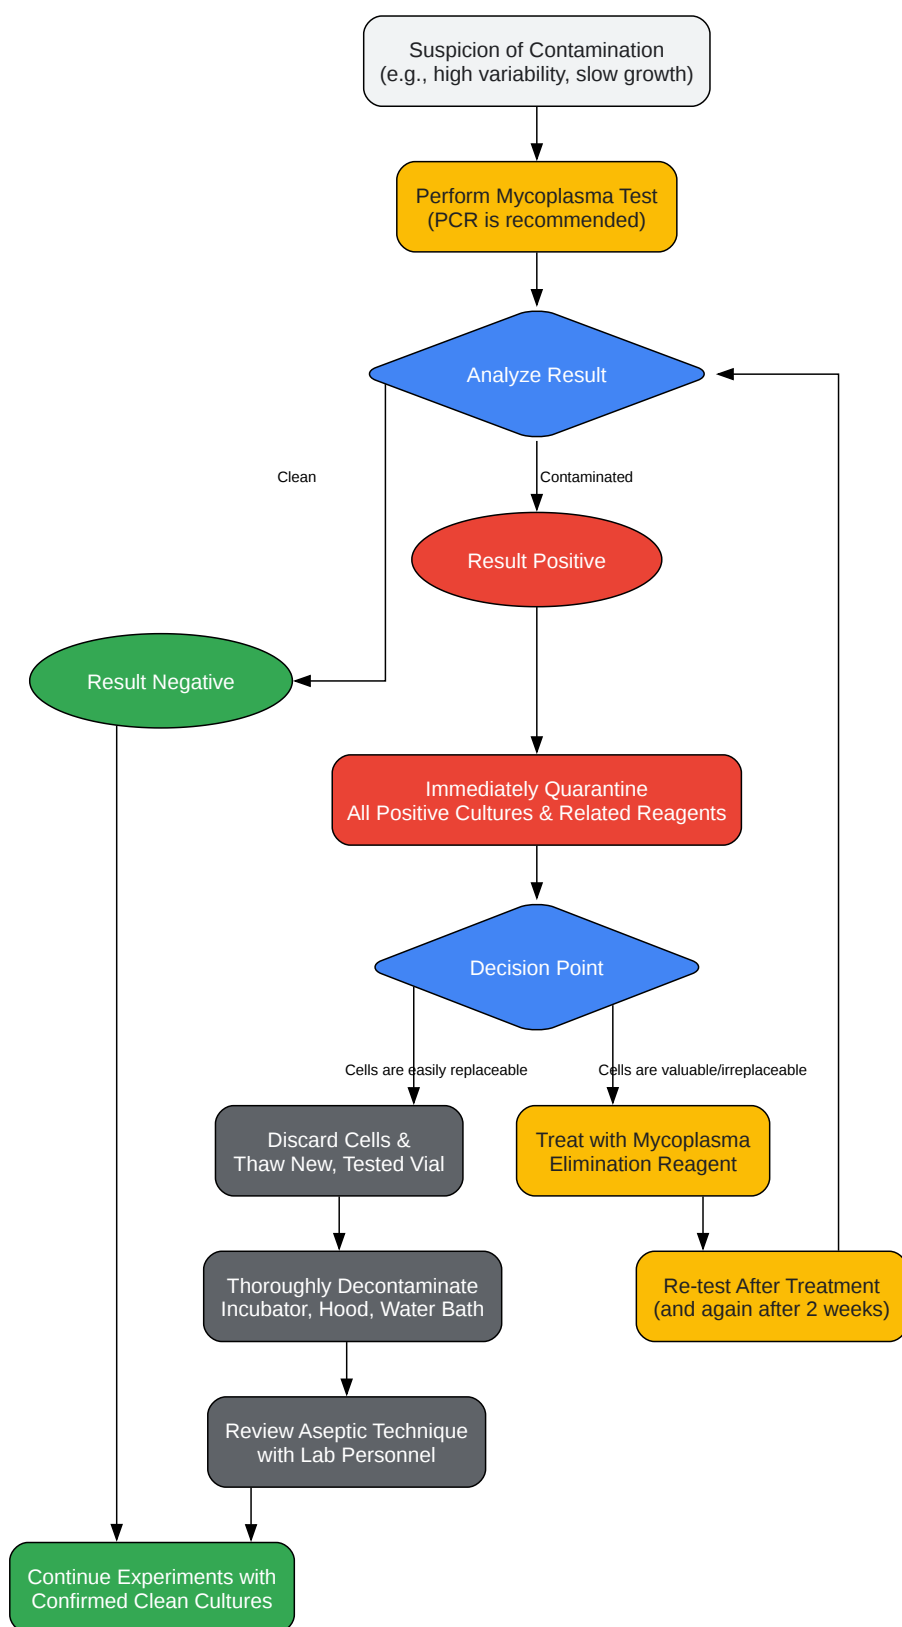 Suspicion of Contamination
(e.g., high variability, slow growth)
Perform Mycoplasma Test
(PCR is recommended)
Analyze Result
Clean
Contaminated
Result Positive
Result Negative
Immediately Quarantine
All Positive Cultures & Related Reagents
Decision Point
Cells are easily replaceable
Cells are valuable/irreplaceable
Discard Cells &
Thaw New, Tested Vial
Treat with Mycoplasma
Elimination Reagent
Thoroughly Decontaminate
Incubator, Hood, Water Bath
Re-test After Treatment
(and again after 2 weeks)
Review Aseptic Technique
with Lab Personnel
Continue Experiments with
Confirmed Clean Cultures